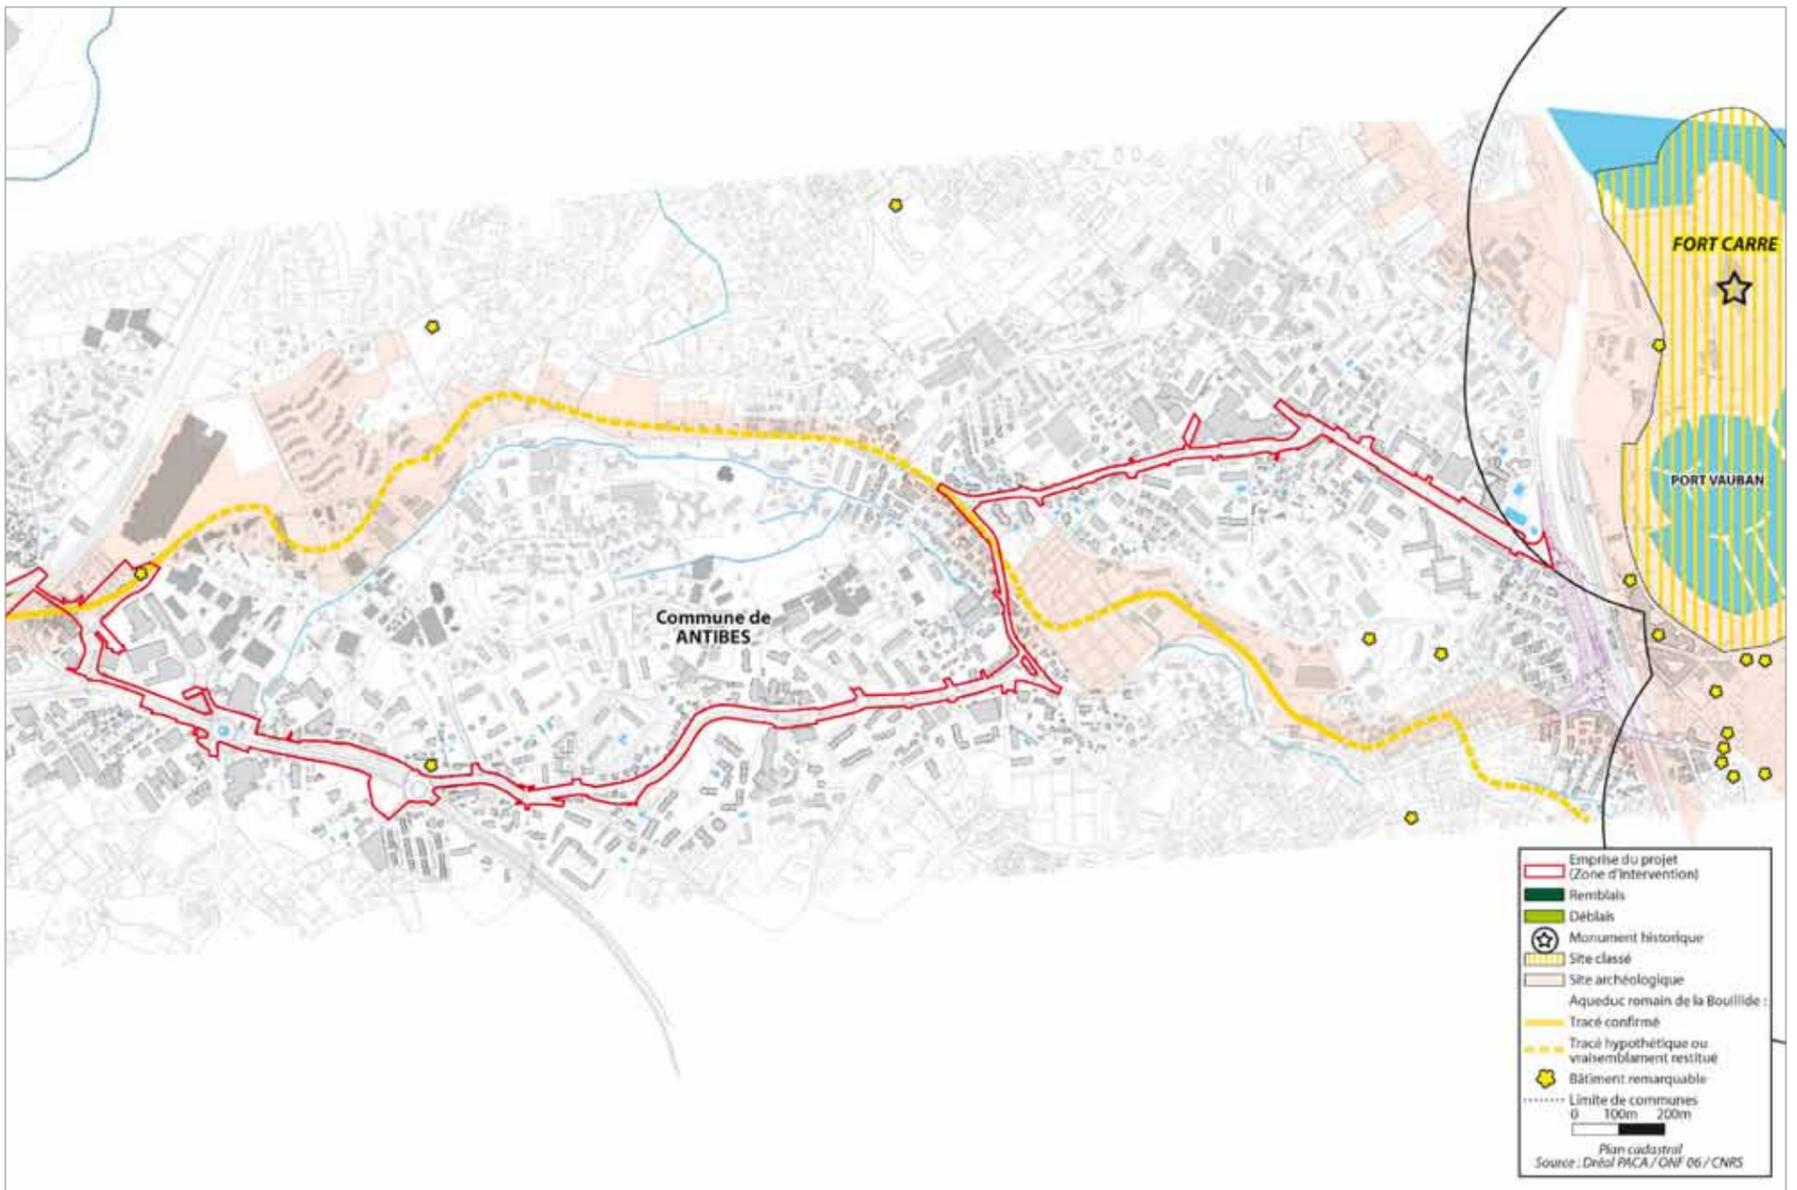 FORT CARRE
PORT VAUBAN
Commune de
ANTIBES
Emprise du projet
(Zone d'intervention)
Remblais
Déblais
Monument historique
Site classé
Site archéologique
Aqueduc romain de la Bouillide :
Tracé confirmé
Tracé hypothétique ou
vraisemblament restitué
Bâtiment remarquable
Limite de communes
0 100m 200m
Plan cadastral
Source : Dréal PACA / ONF 06 / CNRS